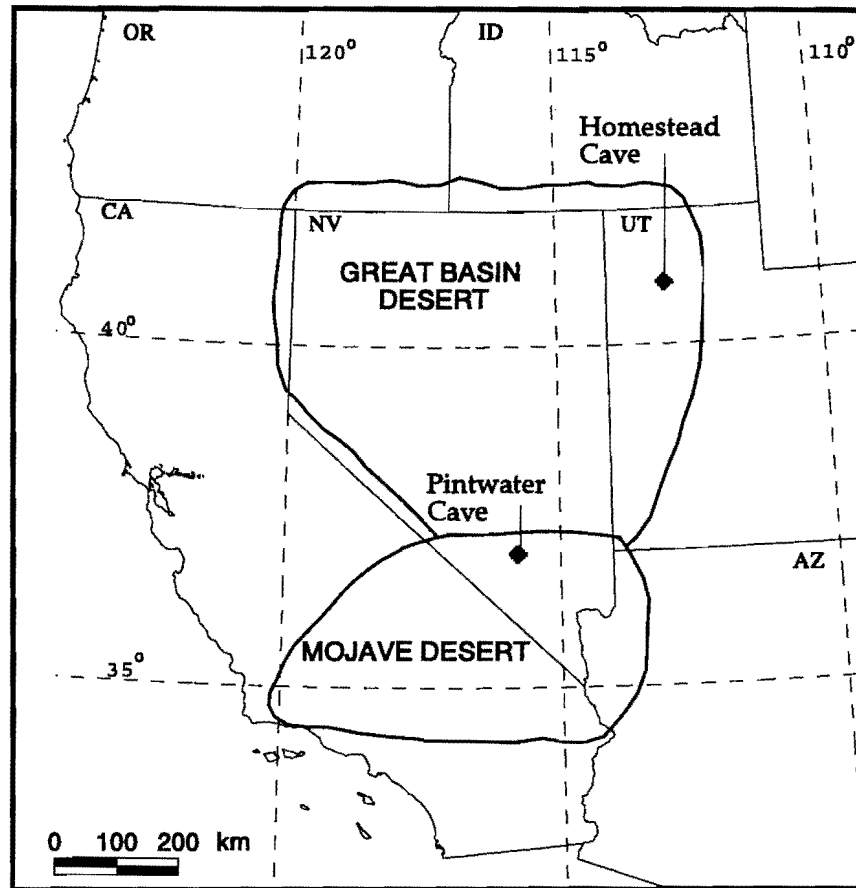 OR
ID
120°
115°
110°
Homestead
Cave
CA
NV
UT
GREAT BASIN
DESERT
40°
Pintwater
Cave
AZ
MOJAVE DESERT
35°
0 100 200 km